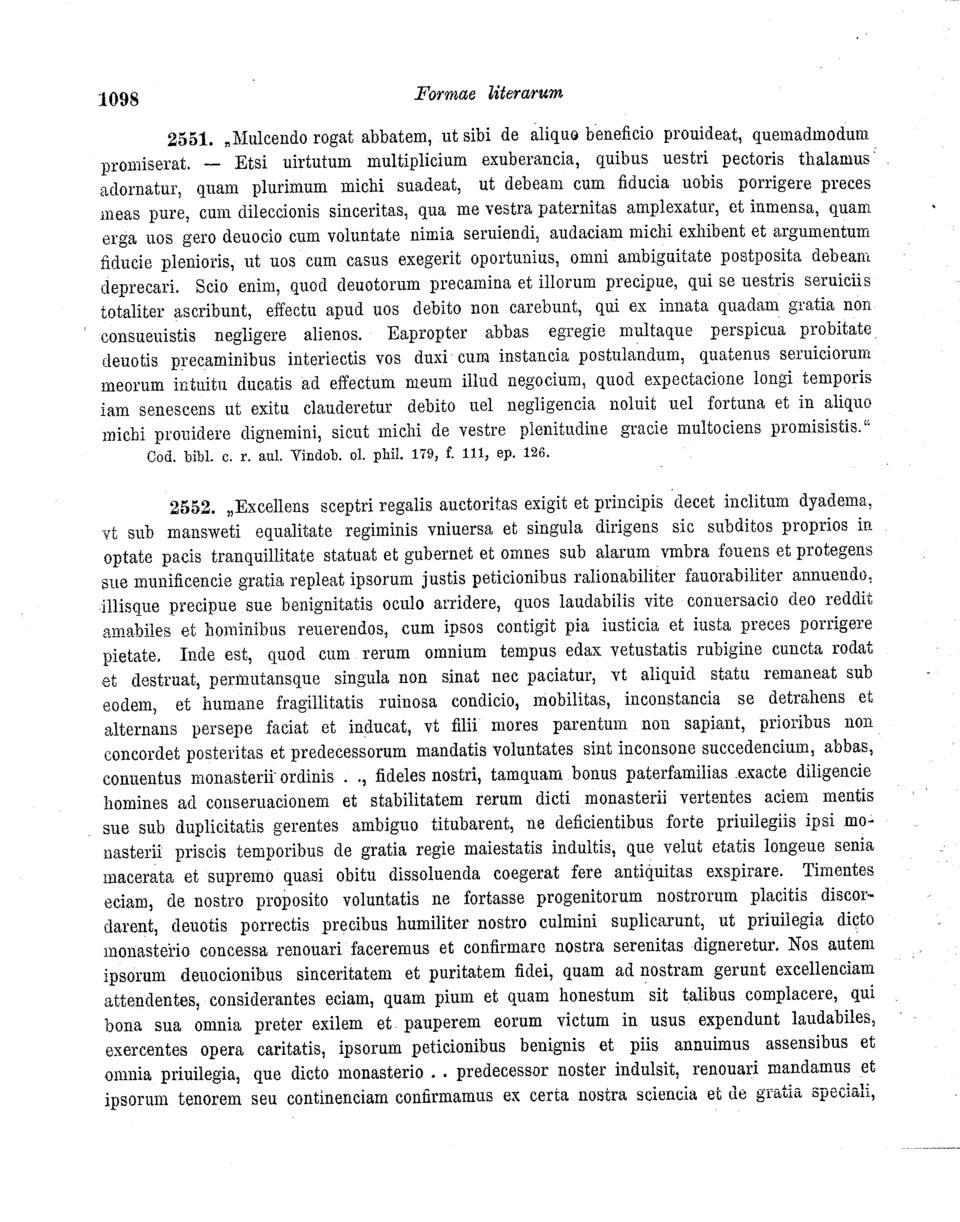 1098
Formae literarum
2551. „Mulcendo rogat abbatem, ut sibi de aliquo beneficio prouideat, quemadmodum
promiserat. — Etsi uirtutum multiplicium exuberancia, quibus uestri pectoris thalamus
adornatur, quam plurimum michi suadeat, ut debeam cum fiducia uobis porrigere preces
meas pure, cum dileccionis sinceritas, qua me vestra paternitas amplexatur, et inmensa, quam
erga uos gero deuocio cum voluntate nimia seruiendi, audaciam michi exhibent et argumentum
fiducie plenioris, ut uos cum casus exegerit oportunius, omni ambiguitate postposita debeam
deprecari. Scio enim, quod deuotorum precamina et illorum precipue, qui se uestris seruiciis
totaliter ascribunt, effectu apud uos debito non carebunt, qui ex innata quadam gratia non
consueuistis negligere alienos. Eapropter abbas egregie multaque perspicua probitate
deuotis precaminibus interiectis vos duxi cum instancia postulandum, quatenus seruiciorum
meorum intuitu ducatis ad effectum meum illud negocium, quod expectacione longi temporis
iam senescens ut exitu clauderetur debito uel negligencia noluit uel fortuna et in aliquo
michi prouidere dignemini, sicut michi de vestre plenitudine gracie multociens promisistis.“
Cod. bibl. c. r. aul. Vindob. ol. phil. 179, f. 111, ep. 126.
2552. „Excellens sceptri regalis auctoritas exigit et principis decet inclitum dyadema,
vt sub mansweti equalitate regiminis vniuersa et singula dirigens sic subditos proprios in
optate pacis tranquillitate statuat et gubernet et omnes sub alarum vmbra fouens et protegens
sue munificencie gratia repleat ipsorum justis peticionibus ralionabiliter fauorabiliter annuendo,
illisque precipue sue benignitatis oculo arridere, quos laudabilis vite conuersacio deo reddit
amabiles et hominibus reuerendos, cum ipsos contigit pia iusticia et iusta preces porrigere
pietate. Inde est, quod cum rerum omnium tempus edax vetustatis rubigine cuncta rodat
et destruat, permutansque singula non sinat nec paciatur, vt aliquid statu remaneat sub
eodem, et humane fragillitatis ruinosa condicio, mobilitas, inconstancia se detrahens et
alternans persepe faciat et inducat, vt filii mores parentum non sapiant, prioribus non
concordet posteritas et predecessorum mandatis voluntates sint inconsone succedencium, abbas,
conuentus monasterii ordinis . ., fideles nostri, tamquam bonus paterfamilias exacte diligencie
homines ad conseruacionem et stabilitatem rerum dicti monasterii vertentes aciem mentis
sue sub duplicitatis gerentes ambiguo titubarent, ne deficientibus forte priuilegiis ipsi mo-
nasterii priscis temporibus de gratia regie maiestatis indultis, que velut etatis longeue senia
macerata et supremo quasi obitu dissoluenda coegerat fere antiquitas exspirare. Timentes
eciam, de nostro proposito voluntatis ne fortasse progenitorum nostrorum placitis discor-
darent, deuotis porrectis precibus humiliter nostro culmini suplicarunt, ut priuilegia dicto
monasterio concessa renouari faceremus et confirmare nostra serenitas digneretur. Nos autem
ipsorum deuocionibus sinceritatem et puritatem fidei, quam ad nostram gerunt excellenciam
attendentes, considerantes eciam, quam pium et quam honestum sit talibus complacere, qui
bona sua omnia preter exilem et pauperem eorum victum in usus expendunt laudabiles,
exercentes opera caritatis, ipsorum peticionibus benignis et piis annuimus assensibus et
omnia priuilegia, que dicto monasterio . . predecessor noster indulsit, renouari mandamus et
ipsorum tenorem seu continenciam confirmamus ex certa nostra sciencia et de gratia speciali,